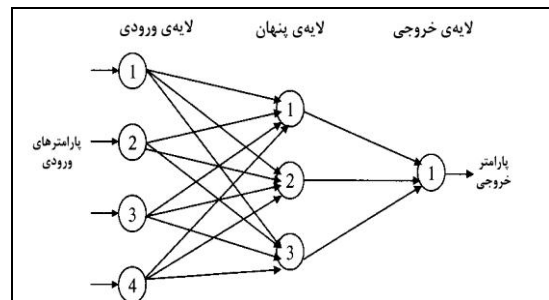 لایه‌ی ورودی
لایه‌ی پنهان
لایه‌ی خروجی
1
2
3
4
1
2
3
1
پارامترهای
ورودی
پارامتر
خروجی